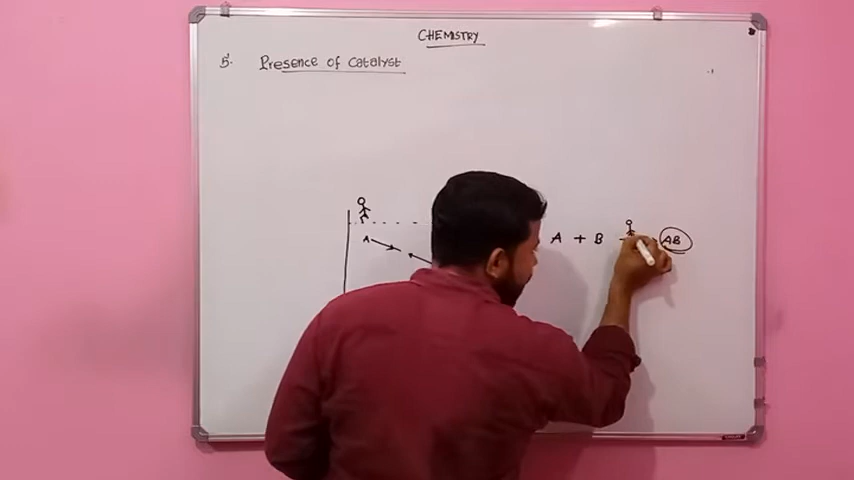 CHEMISTRY
5. Presence of catalyst
A
A + B AB